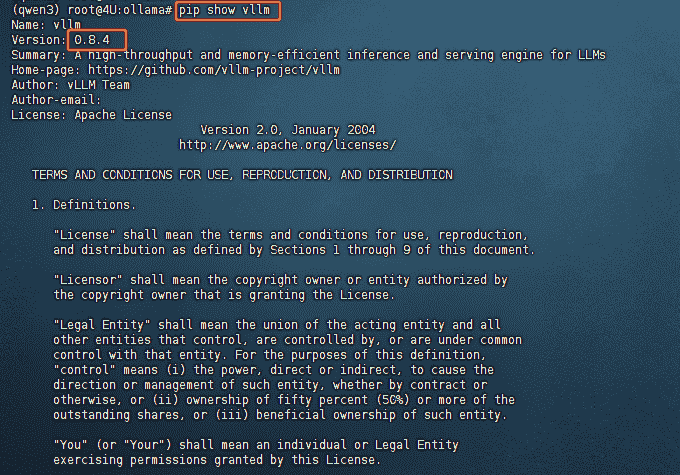 (qwen3) root@4U:ollama# pip show vllm
Name: vllm
Version: 0.8.4
Summary: A high-throughput and memory-efficient inference and serving engine for LLMs
Home-page: https://github.com/vllm-project/vllm
Author: vLLM Team
Author-email:
License: Apache License
Version 2.0, January 2004
http://www.apache.org/licenses/
TERMS AND CONDITIONS FOR USE, REPRODUCTION, AND DISTRIBUTION
1. Definitions.
"License" shall mean the terms and conditions for use, reproduction,
and distribution as defined by Sections 1 through 9 of this document.
"Licensor" shall mean the copyright owner or entity authorized by
the copyright owner that is granting the License.
"Legal Entity" shall mean the union of the acting entity and all
other entities that control, are controlled by, or are under common
control with that entity. For the purposes of this definition,
"control" means (i) the power, direct or indirect, to cause the
direction or management of such entity, whether by contract or
otherwise, or (ii) ownership of fifty percent (50%) or more of the
outstanding shares, or (iii) beneficial ownership of such entity.
"You" (or "Your") shall mean an individual or Legal Entity
exercising permissions granted by this License.